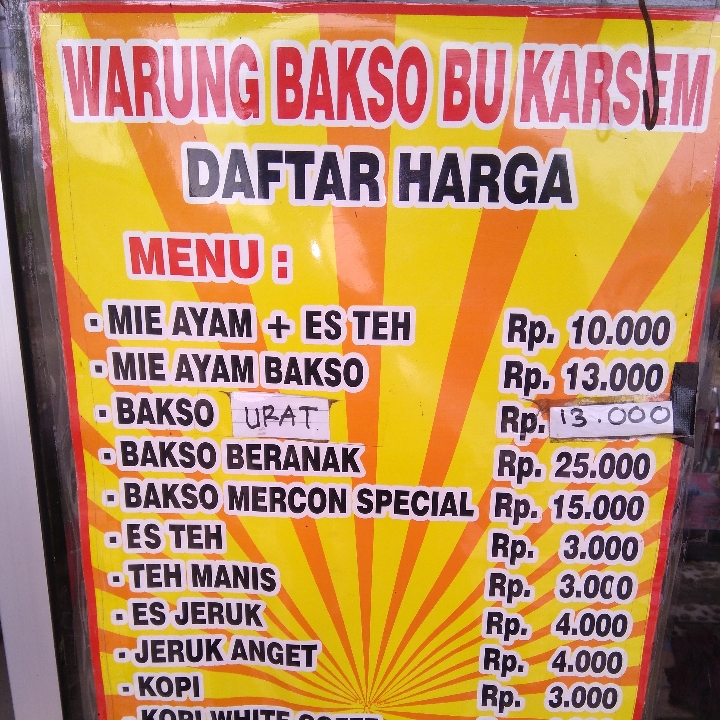 WARUNG BAKSO BU KARSEM
DAFTAR HARGA
MENU :
- MIE AYAM + ES TEH Rp. 10.000
- MIE AYAM BAKSO Rp. 13.000
- BAKSO URAT Rp. 13.000
- BAKSO BERANAK Rp. 25.000
- BAKSO MERCON SPECIAL Rp. 15.000
- ES TEH Rp. 3.000
- TEH MANIS Rp. 3.000
- ES JERUK Rp. 4.000
- JERUK ANGET Rp. 4.000
- KOPI Rp. 3.000
- KOPI WHITE